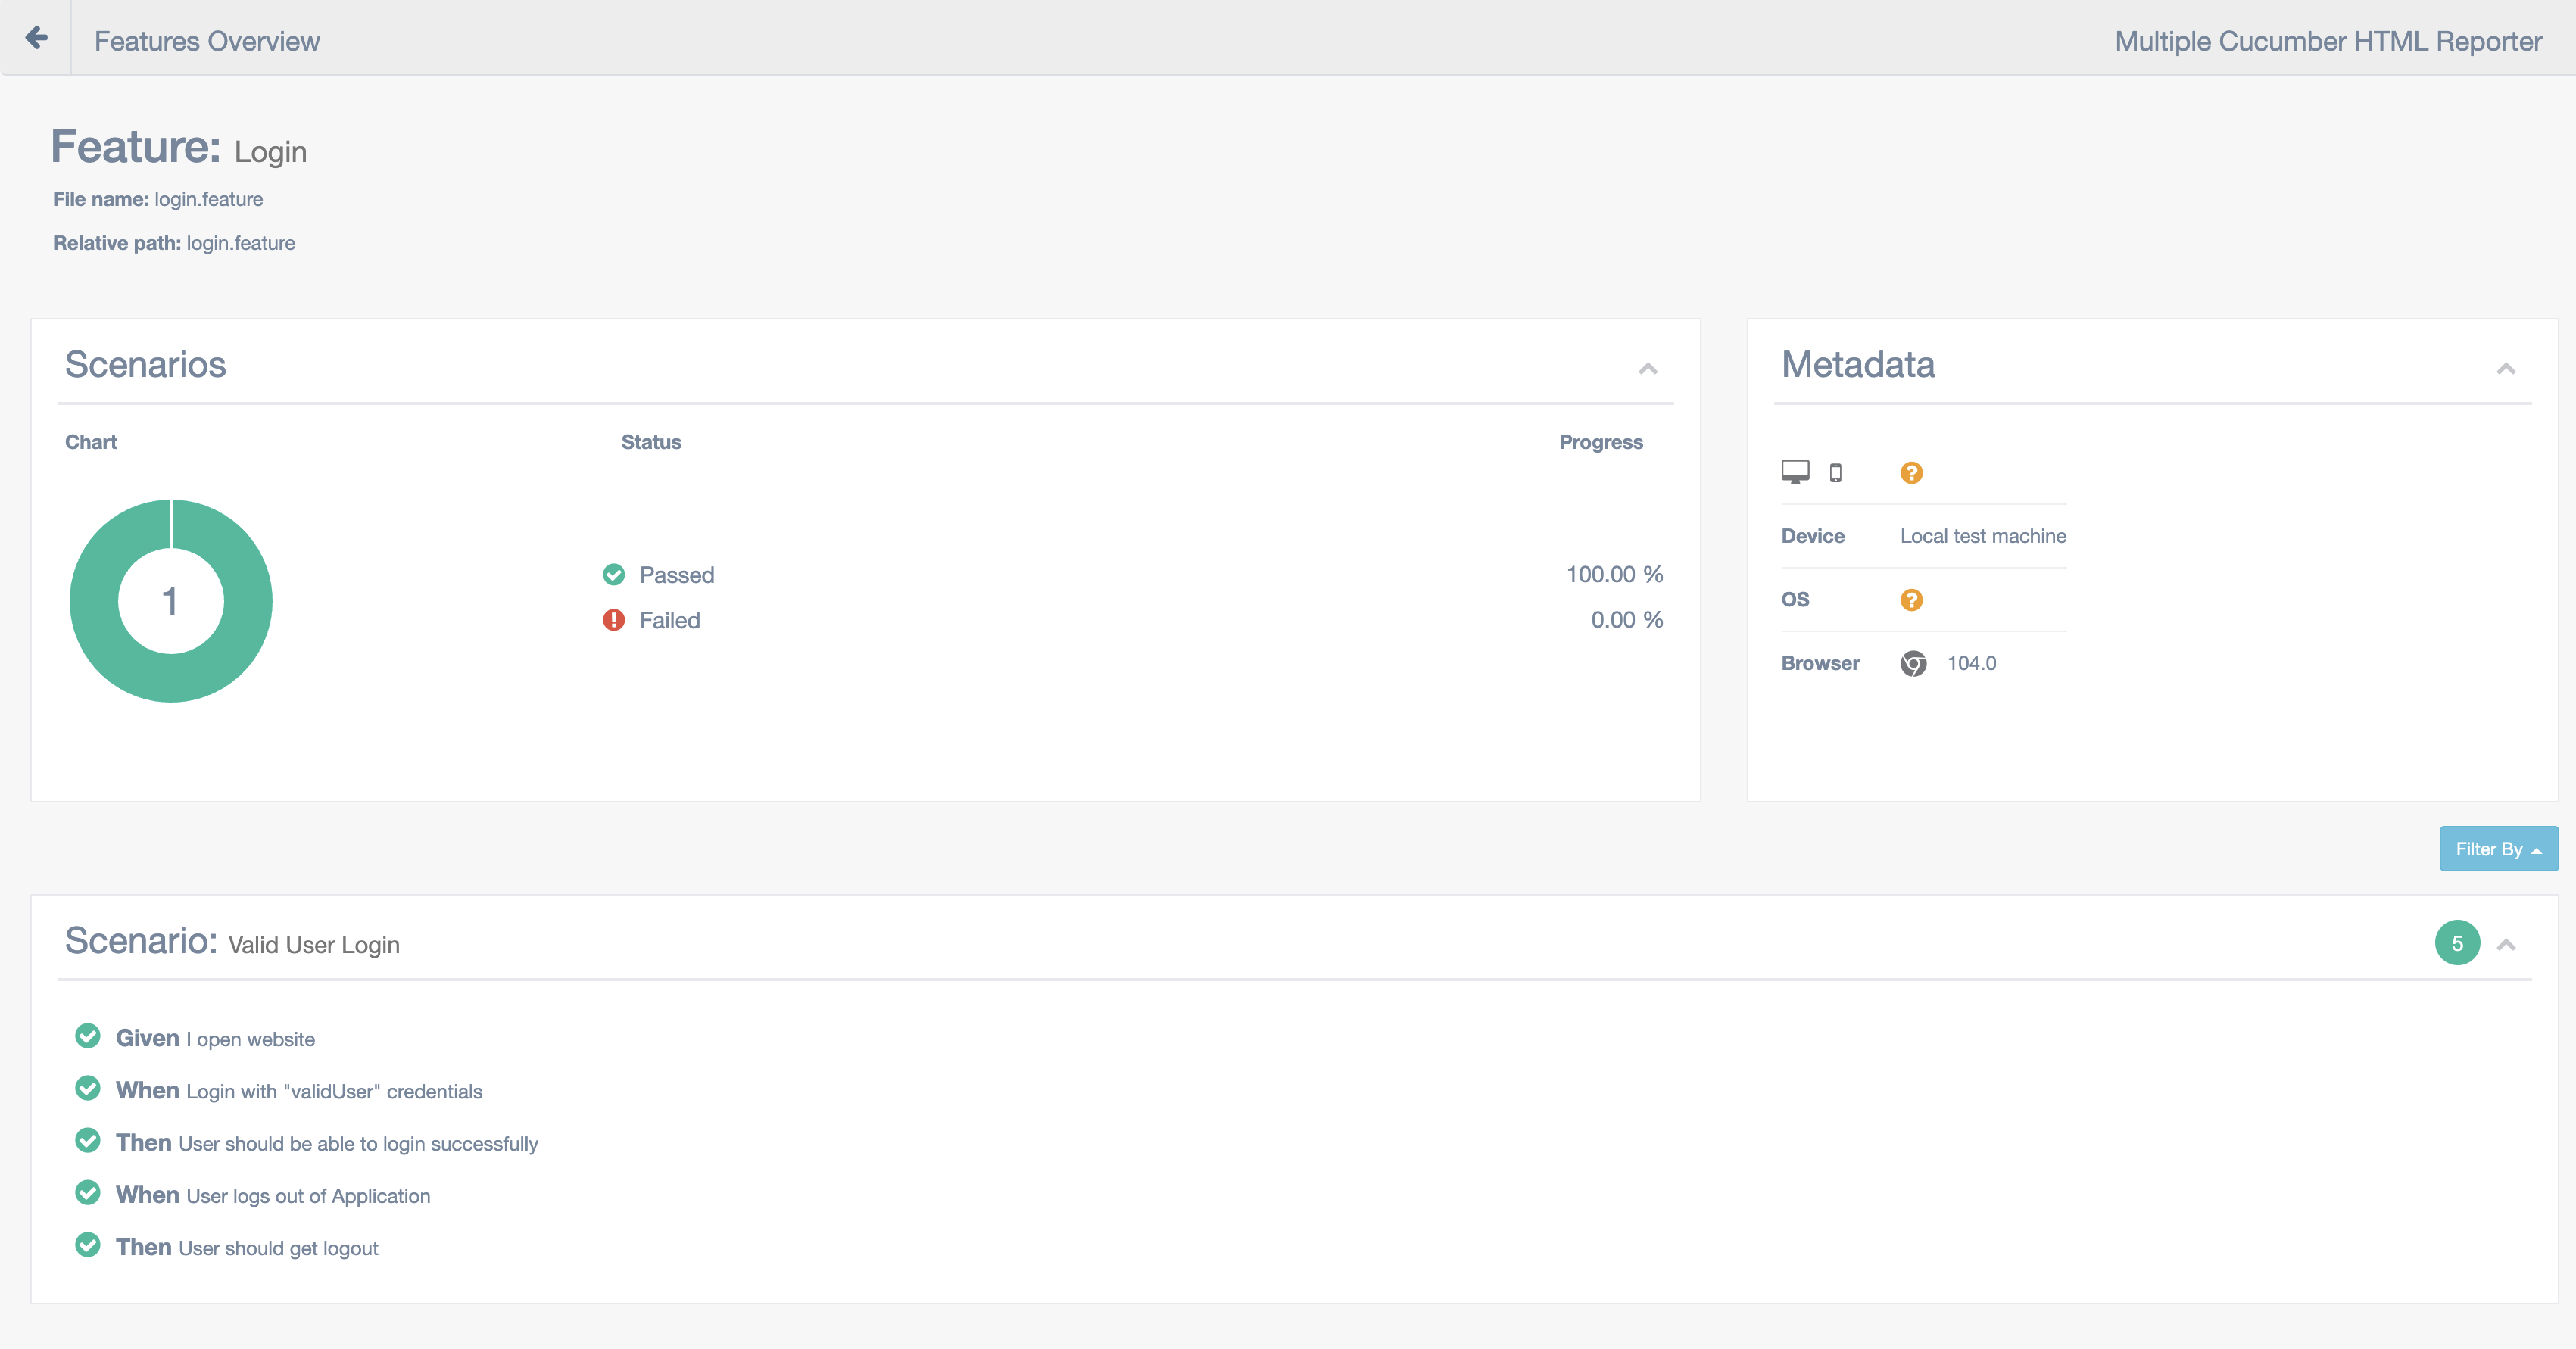 Features Overview
Multiple Cucumber HTML Reporter
Feature: Login
File name: login.feature
Relative path: login.feature
Scenarios
Chart Status Progress
1
Passed 100.00 %
Failed 0.00 %
Metadata
Device Local test machine
OS
Browser 104.0
Filter By
Scenario: Valid User Login 5
Given I open website
When Login with "validUser" credentials
Then User should be able to login successfully
When User logs out of Application
Then User should get logout